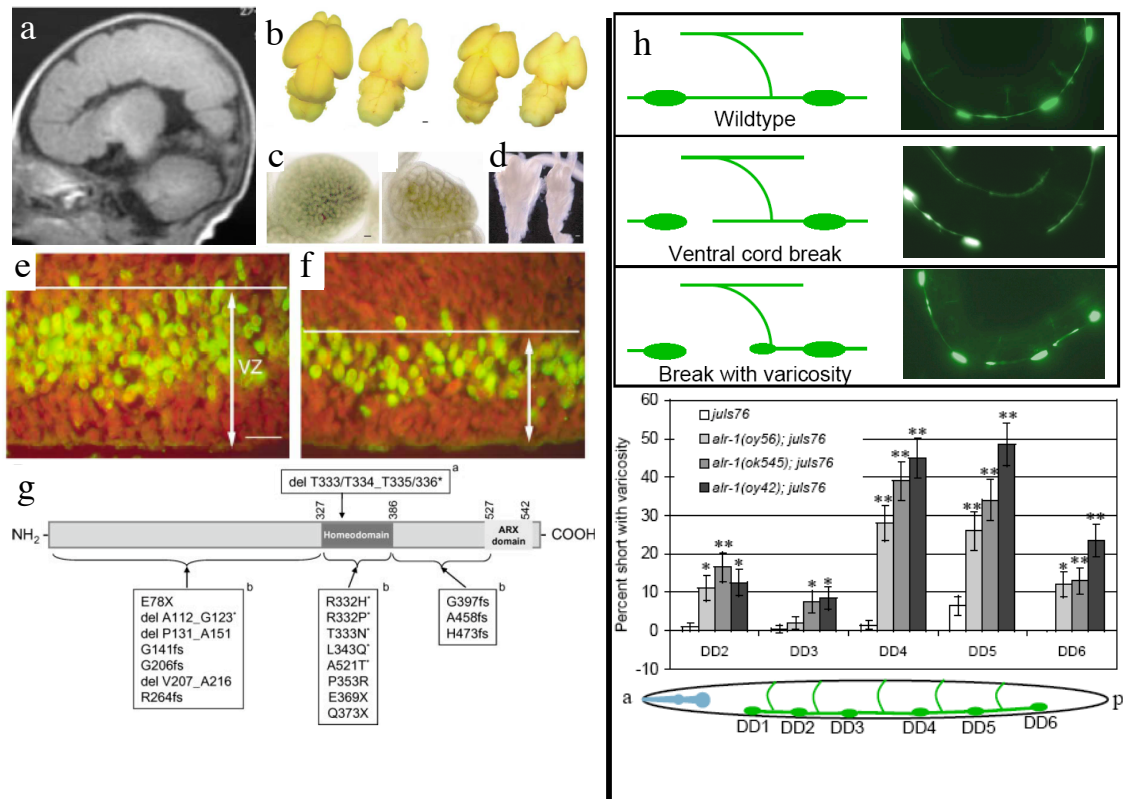 a
b
c
d
e
f
VZ
g
del T333/T334_T335/336*
a
327
386
527
542
NH2-
Homeodomain
ARX
domain
COOH
b
E78X
del A112_G123*
del P131_A151
G141fs
G206fs
del V207_A216
R264fs
b
R332H*
R332P*
T333N*
L343Q*
A521T*
P353R
E369X
Q373X
b
G397fs
A458fs
H473fs
h
Wildtype
Ventral cord break
Break with varicosity
Percent short with varicosity
60
50
40
30
20
10
0
-10
juIs76
alr-1(oy56); juIs76
alr-1(ok545); juIs76
alr-1(oy42); juIs76
* ** *
* *
** ** **
** ** **
* ** **
DD2 DD3 DD4 DD5 DD6
a
p
DD1 DD2 DD3 DD4 DD5 DD6